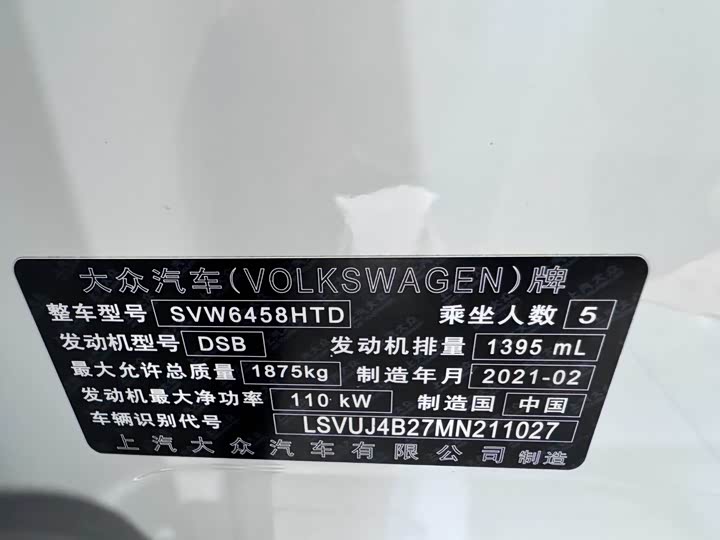 大众汽车(VOLKSWAGEN)牌
整车型号 SVW6458HTD 乘坐人数 5
发动机型号 DSB 发动机排量 1395 mL
最大允许总质量 1875kg 制造年月 2021-02
发动机最大净功率 110 kW 制造国 中国
车辆识别代号 LSVUJ4B27MN211027
上汽大众汽车有限公司 制造